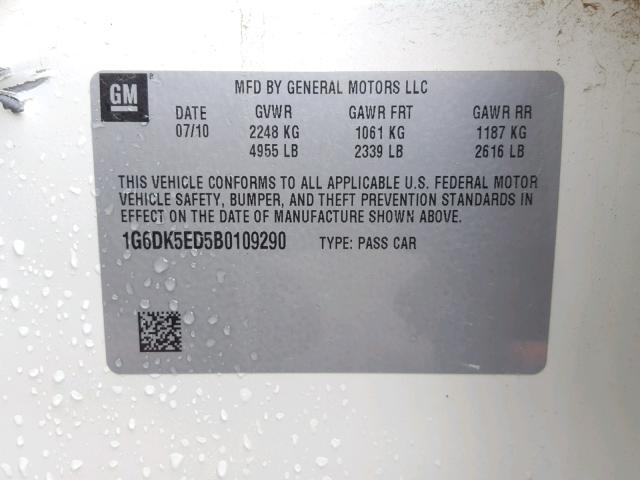 GM
MFD BY GENERAL MOTORS LLC
DATE GVWR GAWR FRT GAWR RR
07/10 2248 KG 1061 KG 1187 KG
4955 LB 2339 LB 2616 LB
THIS VEHICLE CONFORMS TO ALL APPLICABLE U.S. FEDERAL MOTOR
VEHICLE SAFETY, BUMPER, AND THEFT PREVENTION STANDARDS IN
EFFECT ON THE DATE OF MANUFACTURE SHOWN ABOVE.
1G6DK5ED5B0109290 TYPE: PASS CAR